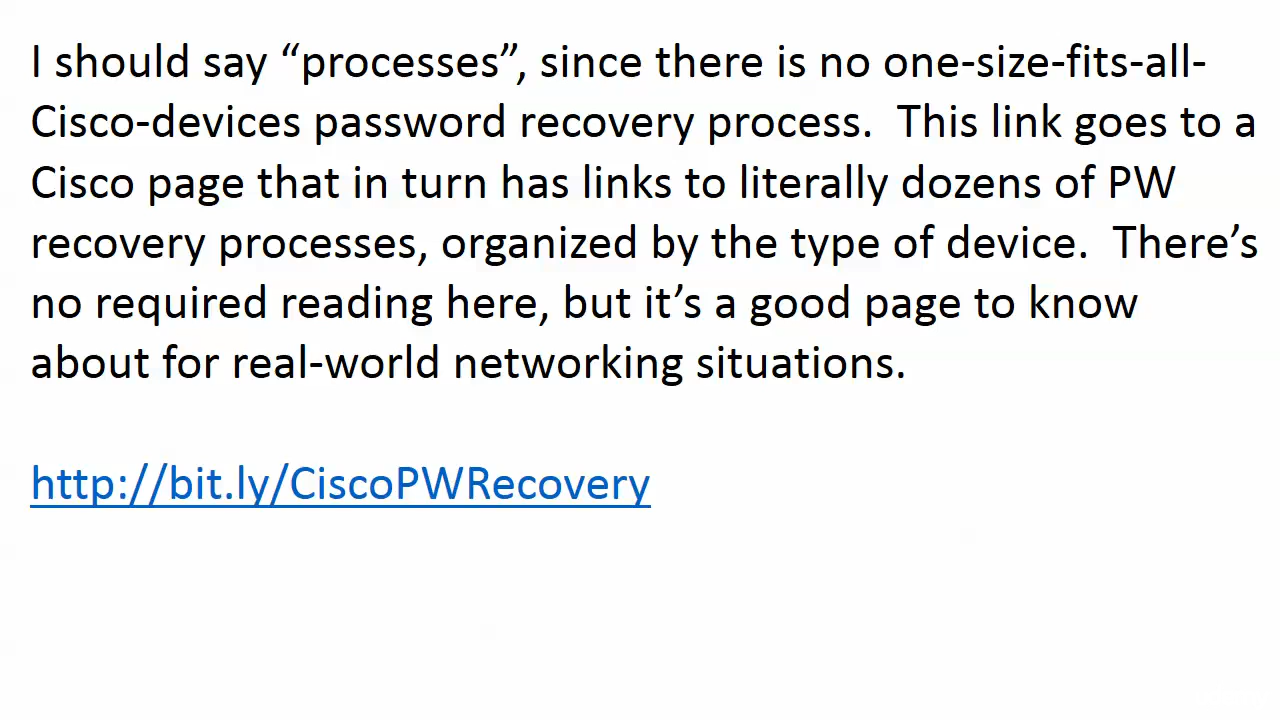 I should say “processes”, since there is no one-size-fits-all-
Cisco-devices password recovery process.  This link goes to a
Cisco page that in turn has links to literally dozens of PW
recovery processes, organized by the type of device.  There’s
no required reading here, but it’s a good page to know
about for real-world networking situations.
http://bit.ly/CiscoPWRecovery